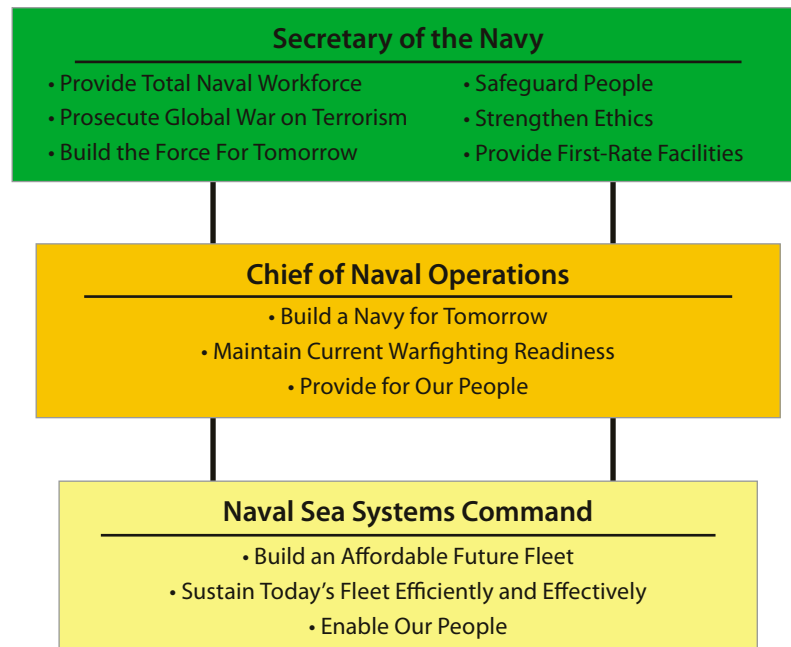 Secretary of the Navy
• Provide Total Naval Workforce
• Prosecute Global War on Terrorism
• Build the Force For Tomorrow
• Safeguard People
• Strengthen Ethics
• Provide First-Rate Facilities
Chief of Naval Operations
• Build a Navy for Tomorrow
• Maintain Current Warfighting Readiness
• Provide for Our People
Naval Sea Systems Command
• Build an Affordable Future Fleet
• Sustain Today’s Fleet Efficiently and Effectively
• Enable Our People